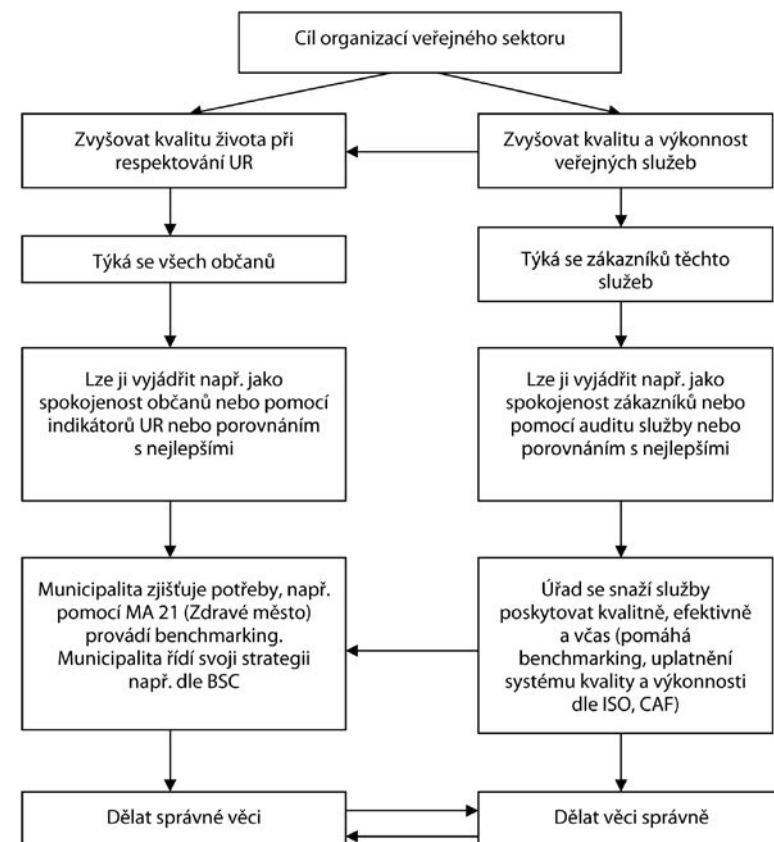 Cíl organizací veřejného sektoru
Zvyšovat kvalitu života při
respektování UR
Zvyšovat kvalitu a výkonnost
veřejných služeb
Týká se všech občanů
Týká se zákazníků těchto
služeb
Lze ji vyjádřit např. jako
spokojenost občanů nebo pomocí
indikátorů UR nebo porovnáním
s nejlepšími
Lze ji vyjádřit např. jako
spokojenost zákazníků nebo
pomocí auditu služby nebo
porovnáním s nejlepšími
Municipalita zjišťuje potřeby, např.
pomocí MA 21 (Zdravé město)
provádí benchmarking.
Municipalita řídí svoji strategii
např. dle BSC
Úřad se snaží služby
poskytovat kvalitně, efektivně
a včas (pomáhá
benchmarking, uplatnění
systému kvality a výkonnosti
dle ISO, CAF)
Dělat správné věci
Dělat věci správně